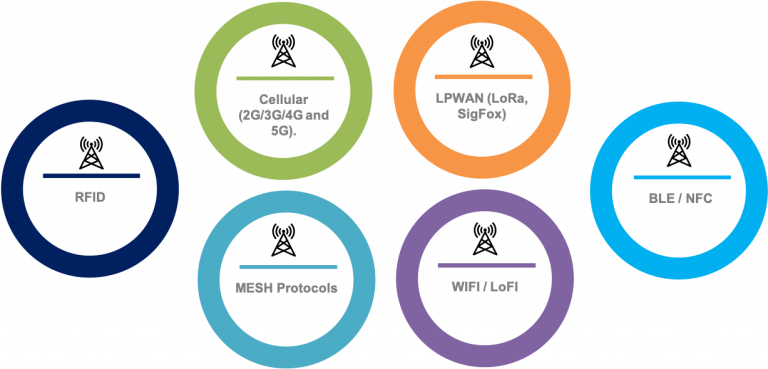 Cellular
(2G/3G/4G and
5G).
LPWAN (LoRa,
SigFox)
RFID
BLE / NFC
MESH Protocols
WIFI / LoFI